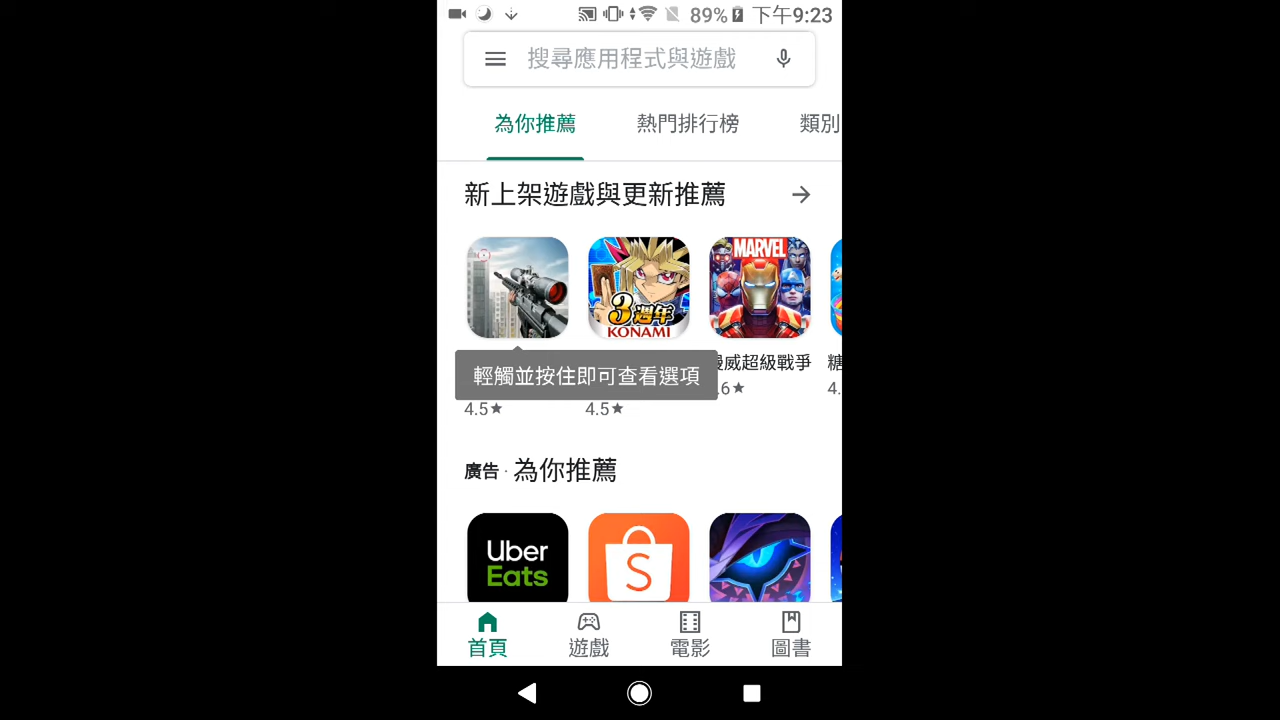 89% 下午9:23
搜尋應用程式與遊戲
為你推薦 熱門排行榜 類別
新上架遊戲與更新推薦
MARVEL
3週年
KONAMI
輕觸並按住即可查看選項
漫威超級戰爭 糖
4.5★ 4.5★ .6★ 4.
廣告 · 為你推薦
Uber
Eats
S
首頁 遊戲 電影 圖書